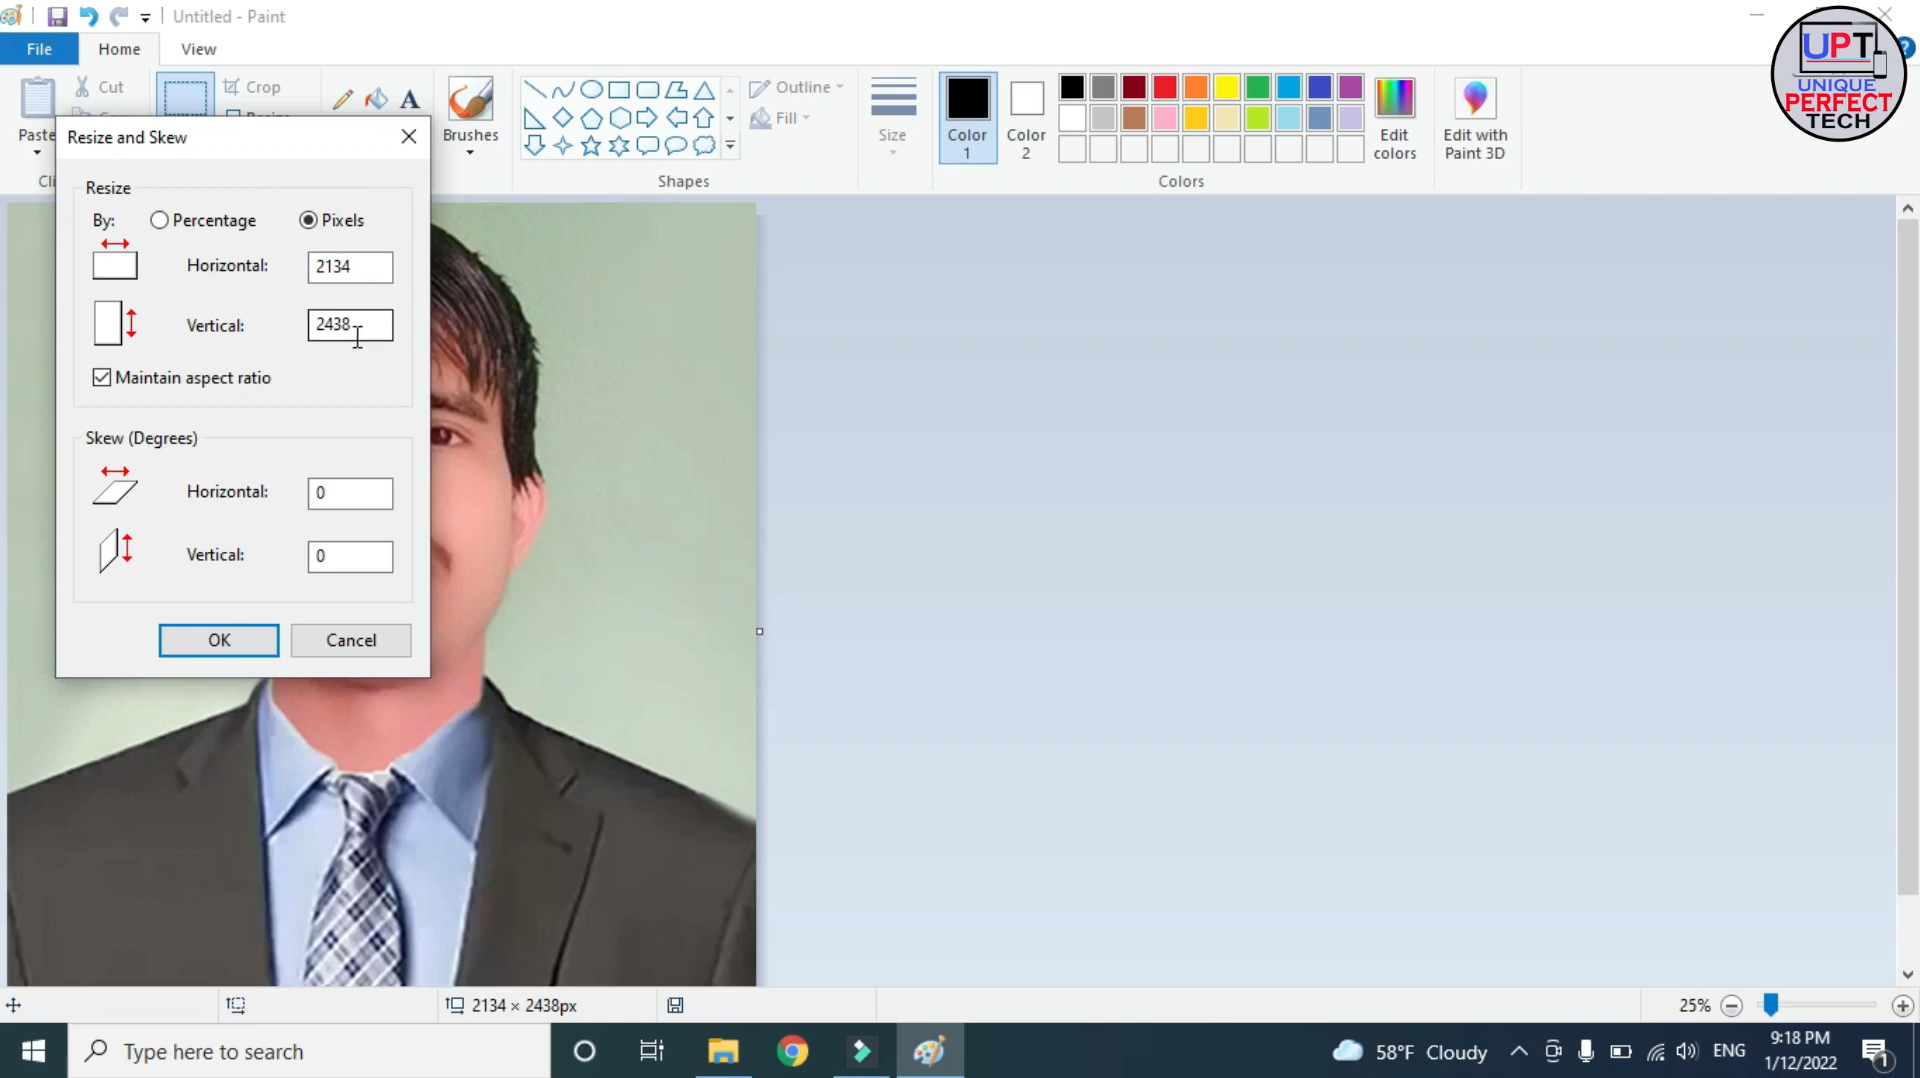 Untitled - Paint
File
Home
View
Paste
Cut
Crop
Brushes
Outline
Fill
Shapes
Size
Color
1
Color
2
Edit
colors
Edit with
Paint 3D
Colors
UPT
UNIQUE
PERFECT
TECH
Resize and Skew
Resize
By:
Percentage
Pixels
Horizontal:
2134
Vertical:
2438
Maintain aspect ratio
Skew (Degrees)
Horizontal:
0
Vertical:
0
OK
Cancel
2134 × 2438px
25%
Type here to search
58°F Cloudy
ENG
9:18 PM
1/12/2022
1